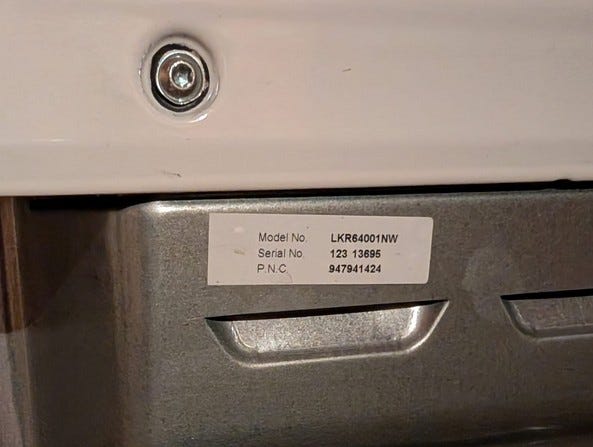 Model No. LKR64001NW
Serial No. 123 13695
P.N.C. 947941424